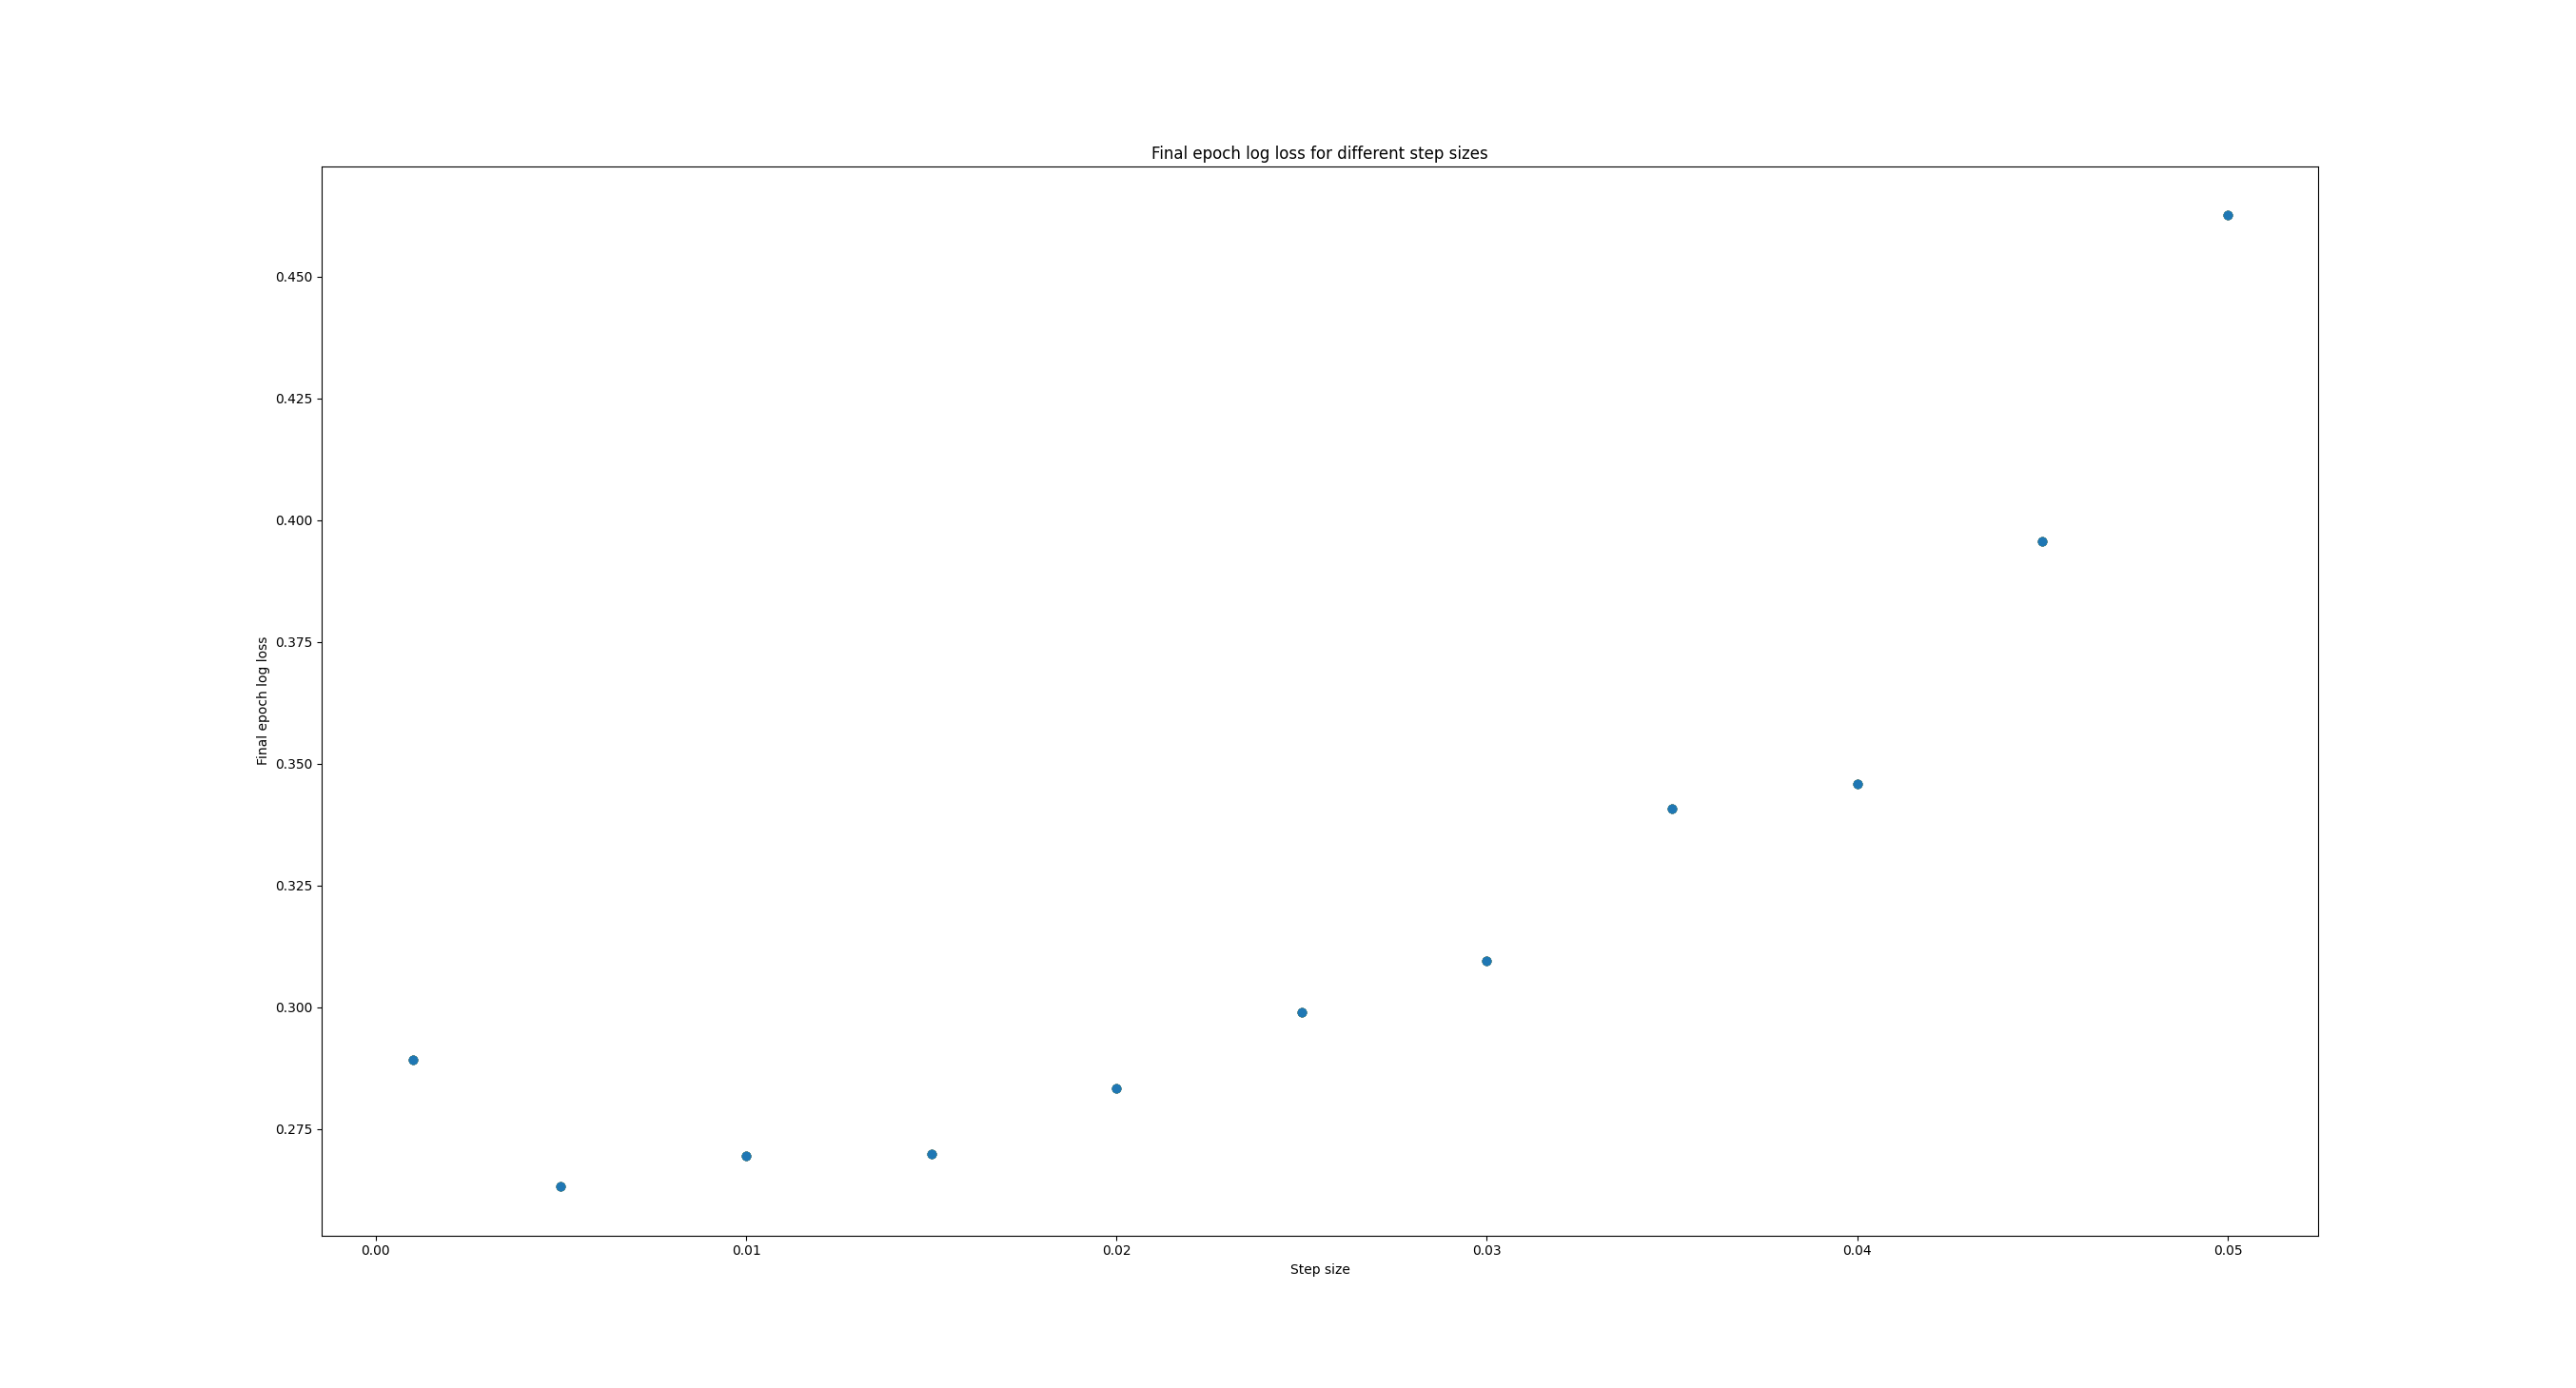 Final epoch log loss for different step sizes
0.450
0.425
0.400
0.375
0.350
0.325
0.300
0.275
Final epoch log loss
0.00 0.01 0.02 0.03 0.04 0.05
Step size